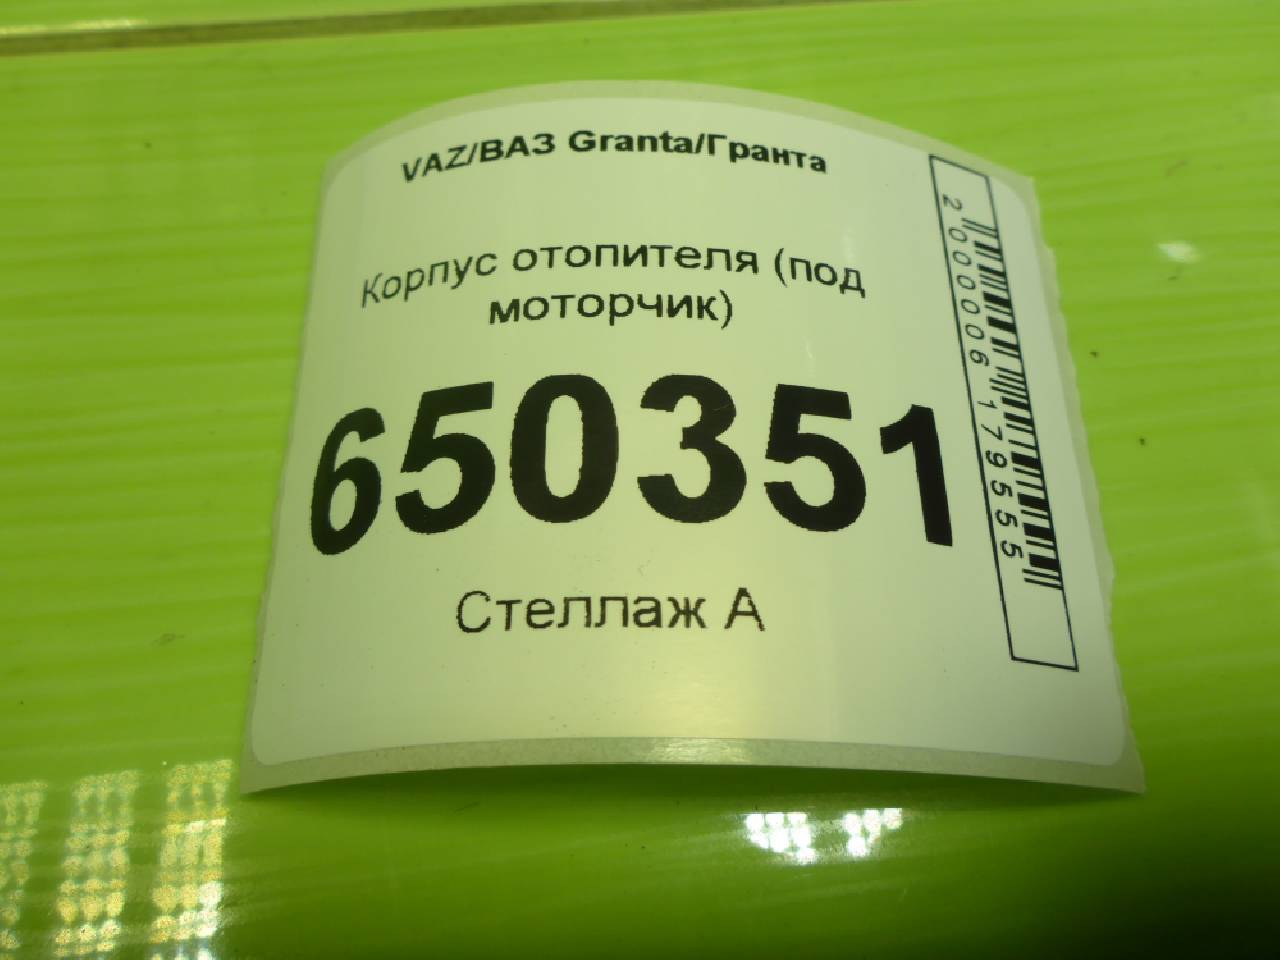 VAZ/ВАЗ Granta/Гранта
Корпус отопителя (под
моторчик)
650351
Стеллаж А
2000006179555